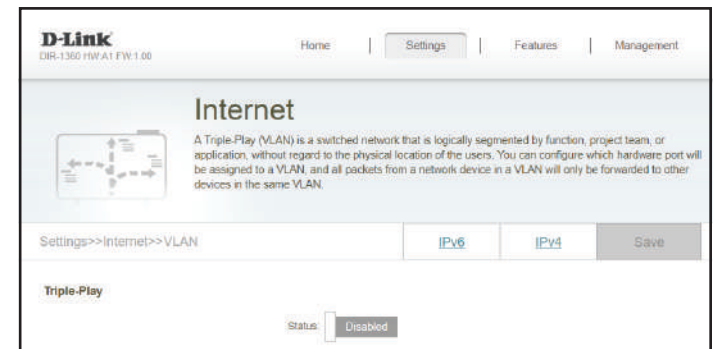 D-Link
DIR-1360 HW:A1 FW:1.00
Home | Settings | Features | Management
Internet
A Triple-Play (VLAN) is a switched network that is logically segmented by function, project team, or
application, without regard to the physical location of the users. You can configure which hardware port will
be assigned to a VLAN, and all packets from a network device in a VLAN will only be forwarded to other
devices in the same VLAN.
Settings>>Internet>>VLAN IPv6 IPv4 Save
Triple-Play
Status: Disabled